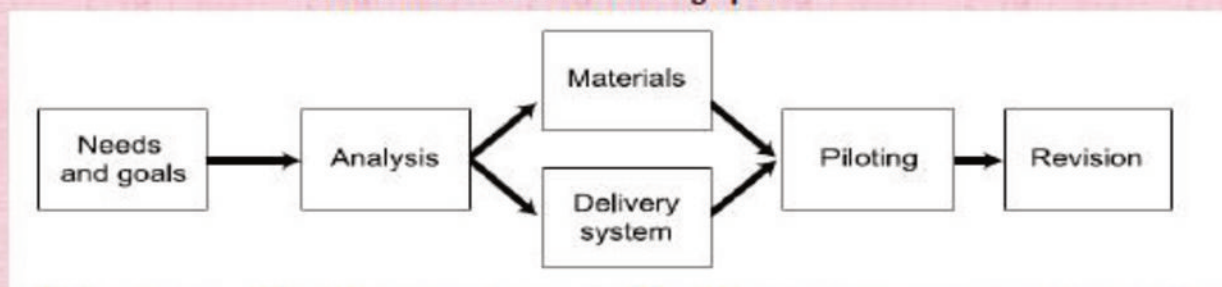 Needs
and goals
Analysis
Materials
Delivery
system
Piloting
Revision